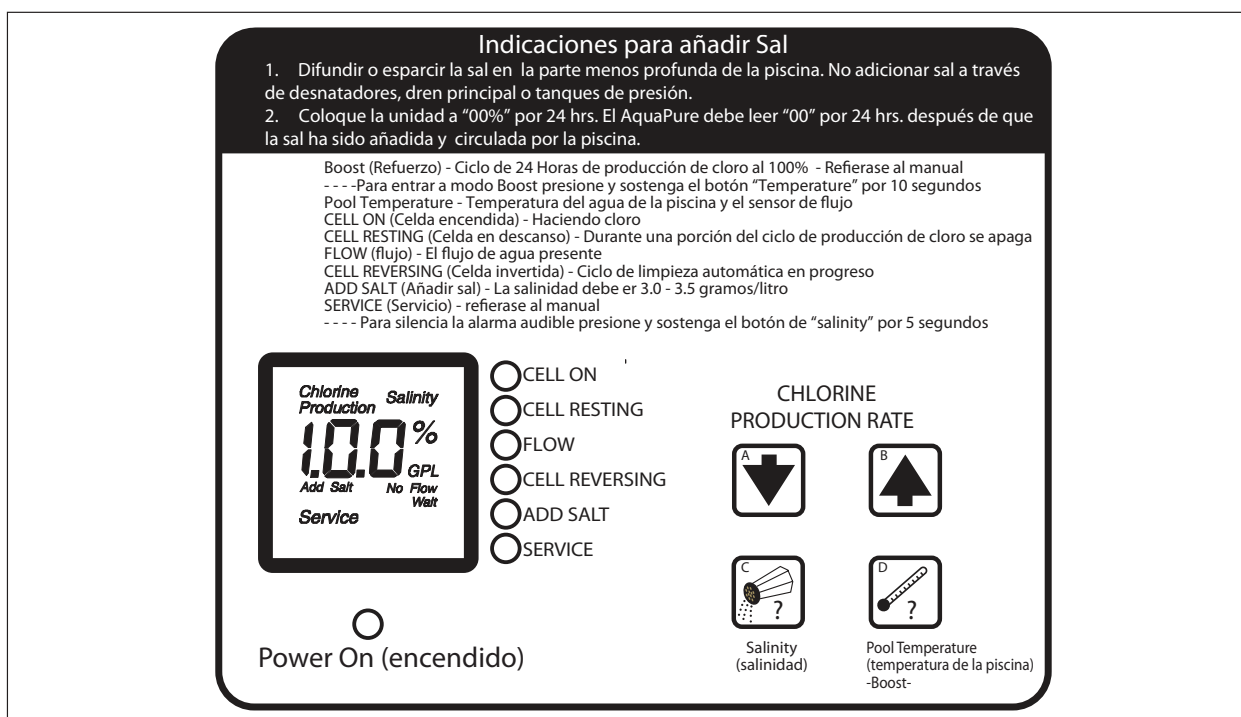 Indicaciones para añadir Sal
1. Difundir o esparcir la sal en la parte menos profunda de la piscina. No adicionar sal a través
de desnatadores, dren principal o tanques de presión.
2. Coloque la unidad a “00%” por 24 hrs. El AquaPure debe leer “00” por 24 hrs. después de que
la sal ha sido añadida y circulada por la piscina.
Boost (Refuerzo) - Ciclo de 24 Horas de producción de cloro al 100% - Refierase al manual
- - - -Para entrar a modo Boost presione y sostenga el botón “Temperature” por 10 segundos
Pool Temperature - Temperatura del agua de la piscina y el sensor de flujo
CELL ON (Celda encendida) - Haciendo cloro
CELL RESTING (Celda en descanso) - Durante una porción del ciclo de producción de cloro se apaga
FLOW (flujo) - El flujo de agua presente
CELL REVERSING (Celda invertida) - Ciclo de limpieza automática en progreso
ADD SALT (Añadir sal) - La salinidad debe er 3.0 - 3.5 gramos/litro
SERVICE (Servicio) - refierase al manual
- - - - Para silencia la alarma audible presione y sostenga el botón de “salinity” por 5 segundos
Chlorine
Production
Salinity
1.0.0%
GPL
Add Salt
No Flow
Wait
Service
CELL ON
CELL RESTING
FLOW
CELL REVERSING
ADD SALT
SERVICE
Power On (encendido)
CHLORINE
PRODUCTION RATE
A
B
C
?
D
?
Salinity
(salinidad)
Pool Temperature
(temperatura de la piscina)
-Boost-